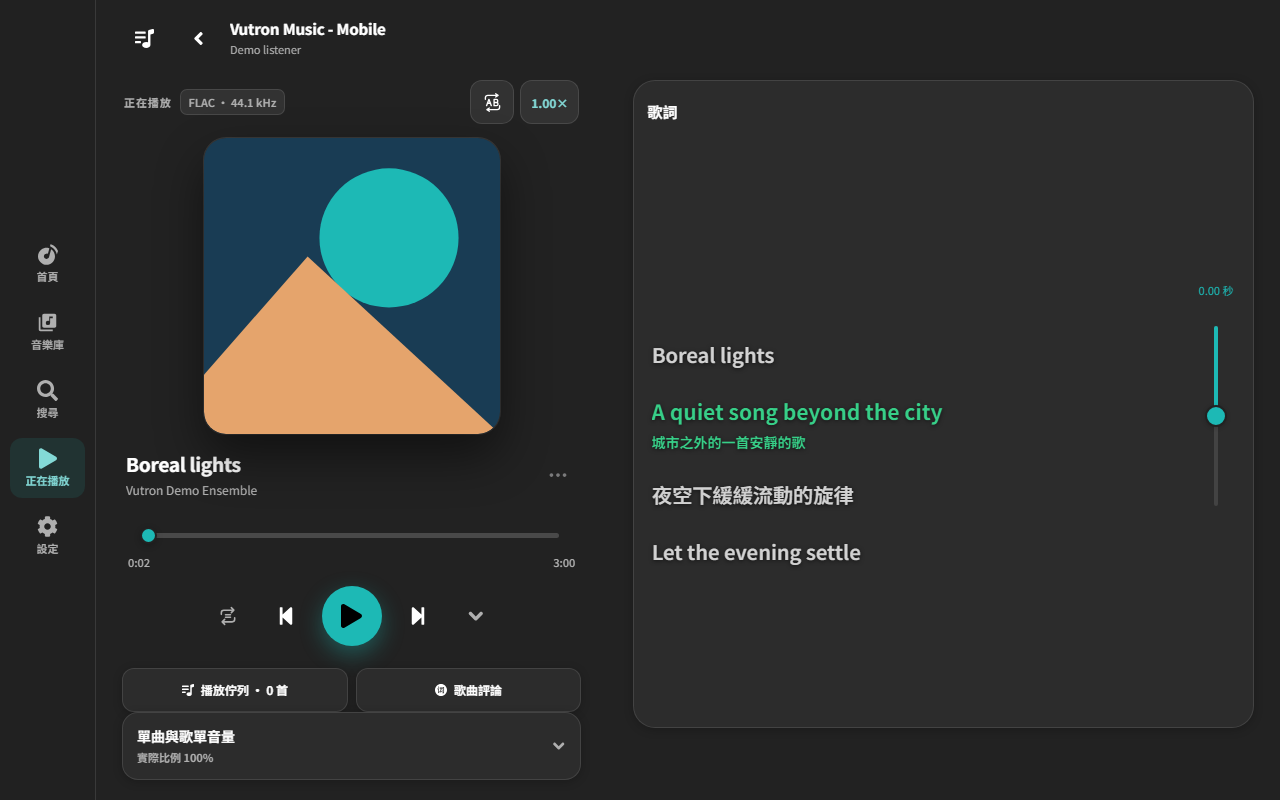 Vutron Music - Mobile
Demo listener
首頁
音樂庫
搜尋
正在播放
設定
正在播放
FLAC • 44.1 kHz
AB
1.00×
Boreal lights
Vutron Demo Ensemble
0:02
3:00
播放佇列 • 0 首
歌曲評論
單曲與歌單音量
實際比例 100%
歌詞
0.00 秒
Boreal lights
A quiet song beyond the city
城市之外的一首安靜的歌
夜空下緩緩流動的旋律
Let the evening settle